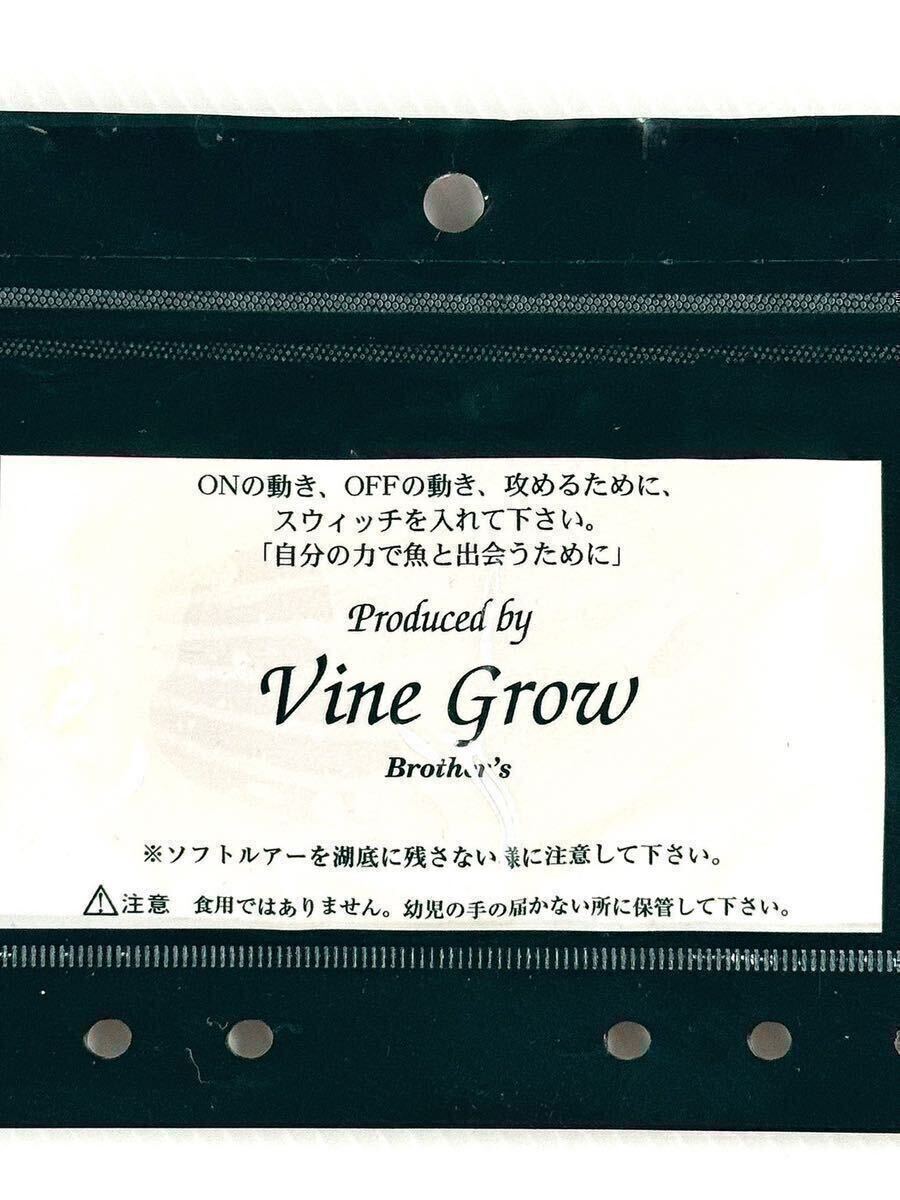 ONの動き、OFFの動き、攻めるために、
スウィッチを入れて下さい。
「自分の力で魚と出会うために」
Produced by
Vine Grow
Brother's
※ソフトルアーを湖底に残さない様に注意して下さい。
⚠注意 食用ではありません。幼児の手の届かない所に保管して下さい。